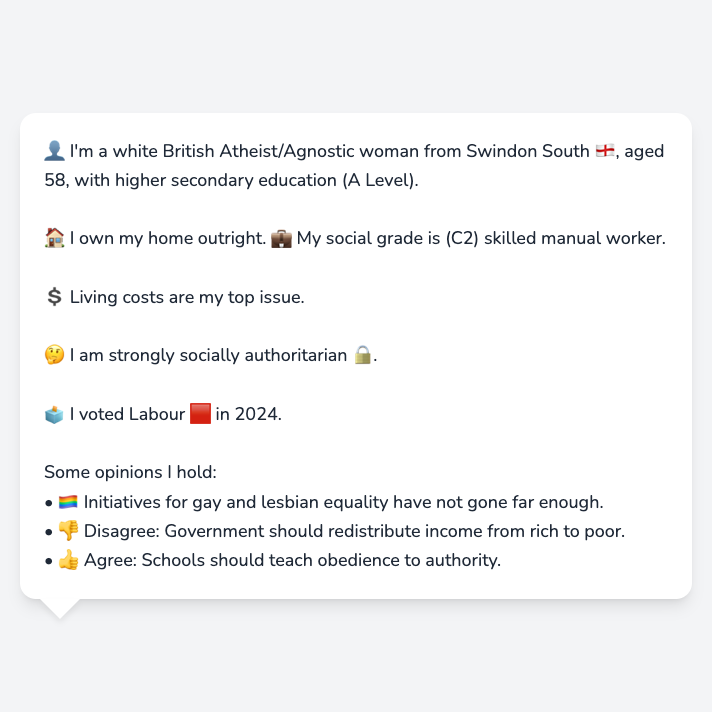 👤 I'm a white British Atheist/Agnostic woman from Swindon South 🏴󠁧󠁢󠁥󠁮󠁧󠁿, aged
58, with higher secondary education (A Level).
🏠 I own my home outright. 💼 My social grade is (C2) skilled manual worker.
💲 Living costs are my top issue.
🤔 I am strongly socially authoritarian 🔒.
🗳️ I voted Labour 🟥 in 2024.
Some opinions I hold:
• 🏳️‍🌈 Initiatives for gay and lesbian equality have not gone far enough.
• 👎 Disagree: Government should redistribute income from rich to poor.
• 👍 Agree: Schools should teach obedience to authority.